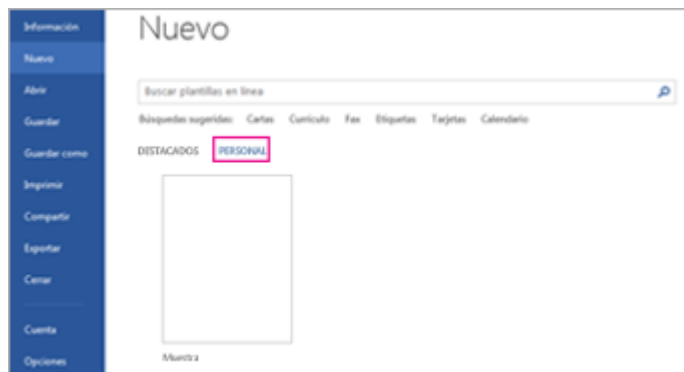 Información
Nuevo
Abrir
Guardar
Guardar como
Imprimir
Compartir
Exportar
Cerrar
Cuenta
Opciones
Nuevo
Buscar plantillas en línea
Búsquedas sugeridas: Cartas Currículo Fax Etiquetas Tarjetas Calendario
DESTACADOS PERSONAL
Muestra